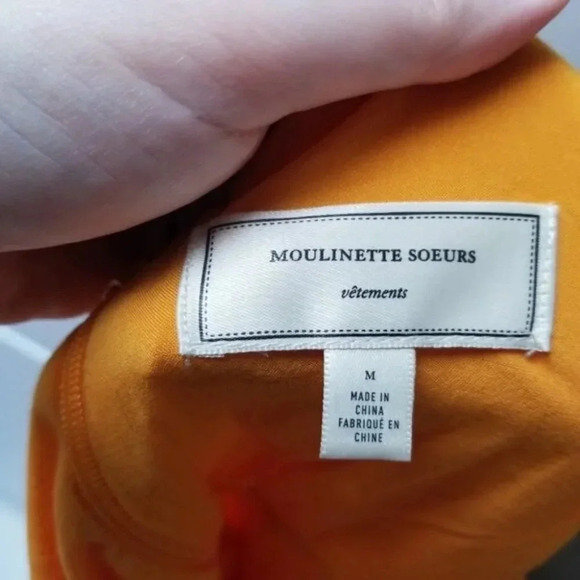 MOULINETTE SOEURS
vêtements
M
MADE IN
CHINA
FABRIQUÉ EN
CHINE